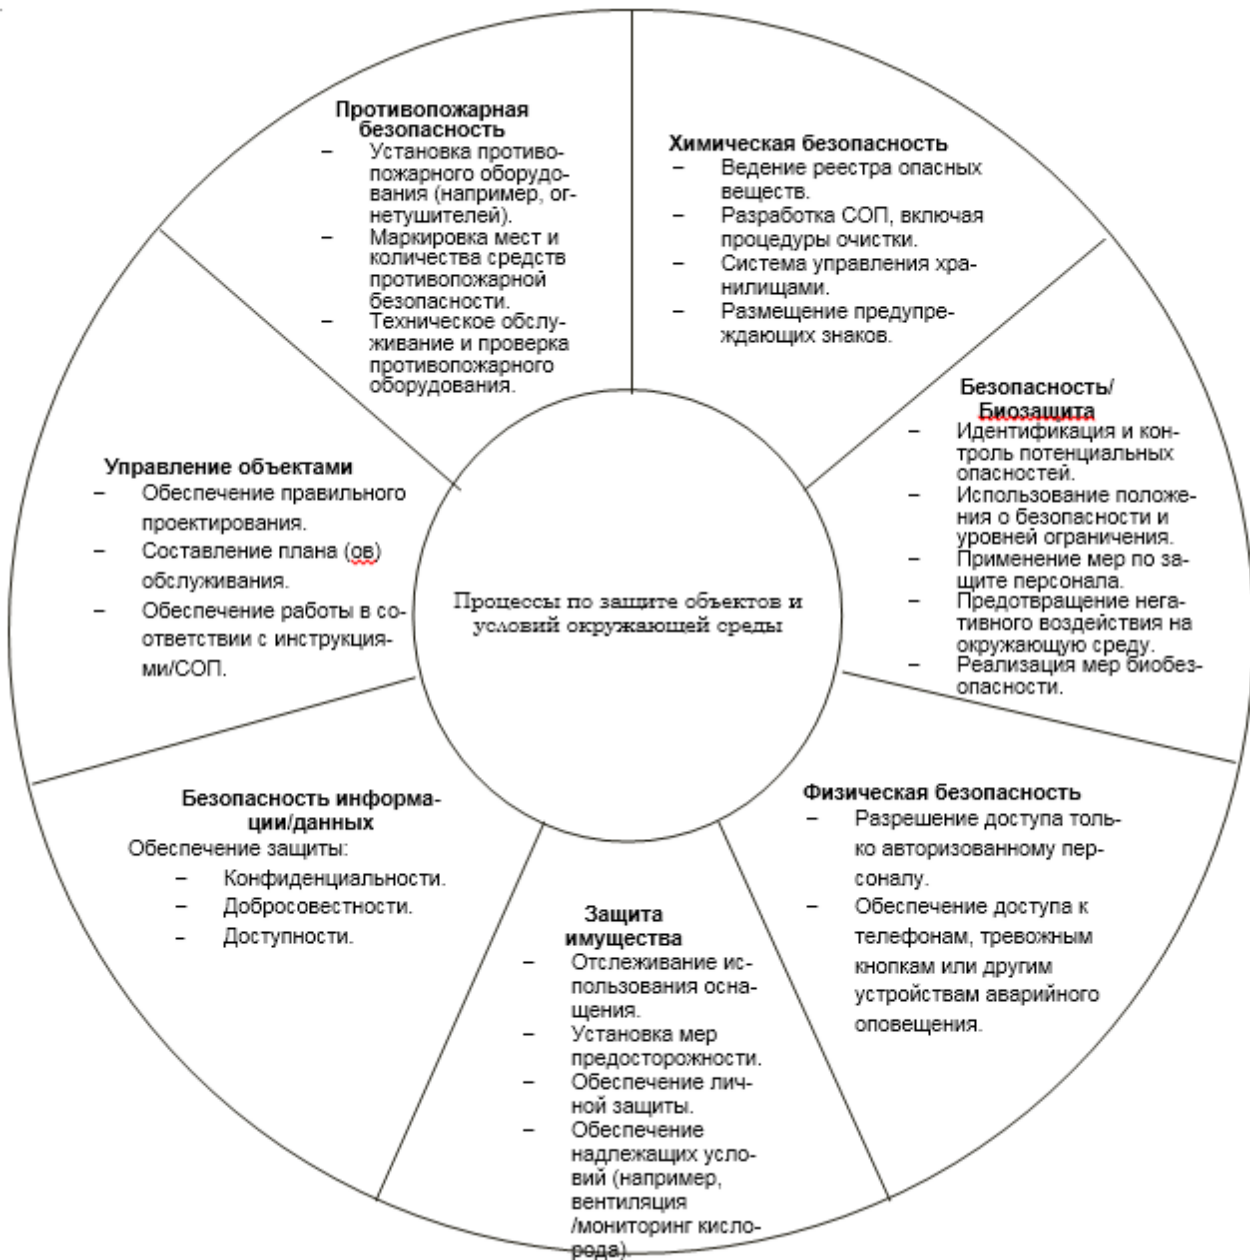 Противопожарная
безопасность
– Установка противо-
пожарного оборудо-
вания (например, ог-
нетушителей).
– Маркировка мест и
количества средств
противопожарной
безопасности.
– Техническое обслу-
живание и проверка
противопожарного
оборудования.
Химическая безопасность
– Ведение реестра опасных
веществ.
– Разработка СОП, включая
процедуры очистки.
– Система управления хра-
нилищами.
– Размещение предупре-
ждающих знаков.
Безопасность/
Биозащита
– Идентификация и кон-
троль потенциальных
опасностей.
– Использование положе-
ния о безопасности и
уровней ограничения.
– Применение мер по за-
щите персонала.
– Предотвращение нега-
тивного воздействия на
окружающую среду.
– Реализация мер биобез-
опасности.
Физическая безопасность
– Разрешение доступа толь-
ко авторизованному пер-
соналу.
– Обеспечение доступа к
телефонам, тревожным
кнопкам или другим
устройствам аварийного
оповещения.
Защита
имущества
– Отслеживание ис-
пользования осна-
щения.
– Установка мер
предосторожности.
– Обеспечение лич-
ной защиты.
– Обеспечение
надлежащих усло-
вий (например,
вентиляция
/мониторинг кисло-
рода).
Безопасность информа-
ции/данных
Обеспечение защиты:
– Конфиденциальности.
– Добросовестности.
– Доступности.
Управление объектами
– Обеспечение правильного
проектирования.
– Составление плана (ов)
обслуживания.
– Обеспечение работы в со-
ответствии с инструкция-
ми/СОП.
Процессы по защите объектов и
условий окружающей среды